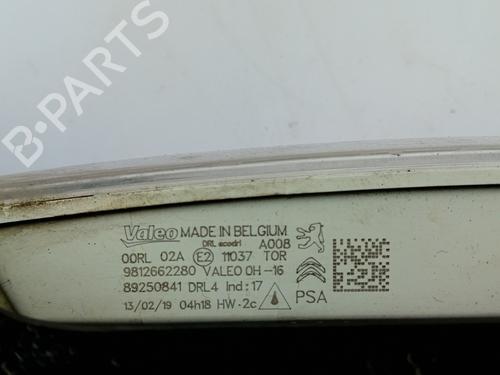 B-PARTS
Valeo MADE IN BELGIUM
DRL ecodri A008
00RL 02A E2 11037 TOR
9812662280 VALEO 0H-16
89250841 DRL4 Ind:17
13/02/19 04h18 HW-2c
PSA